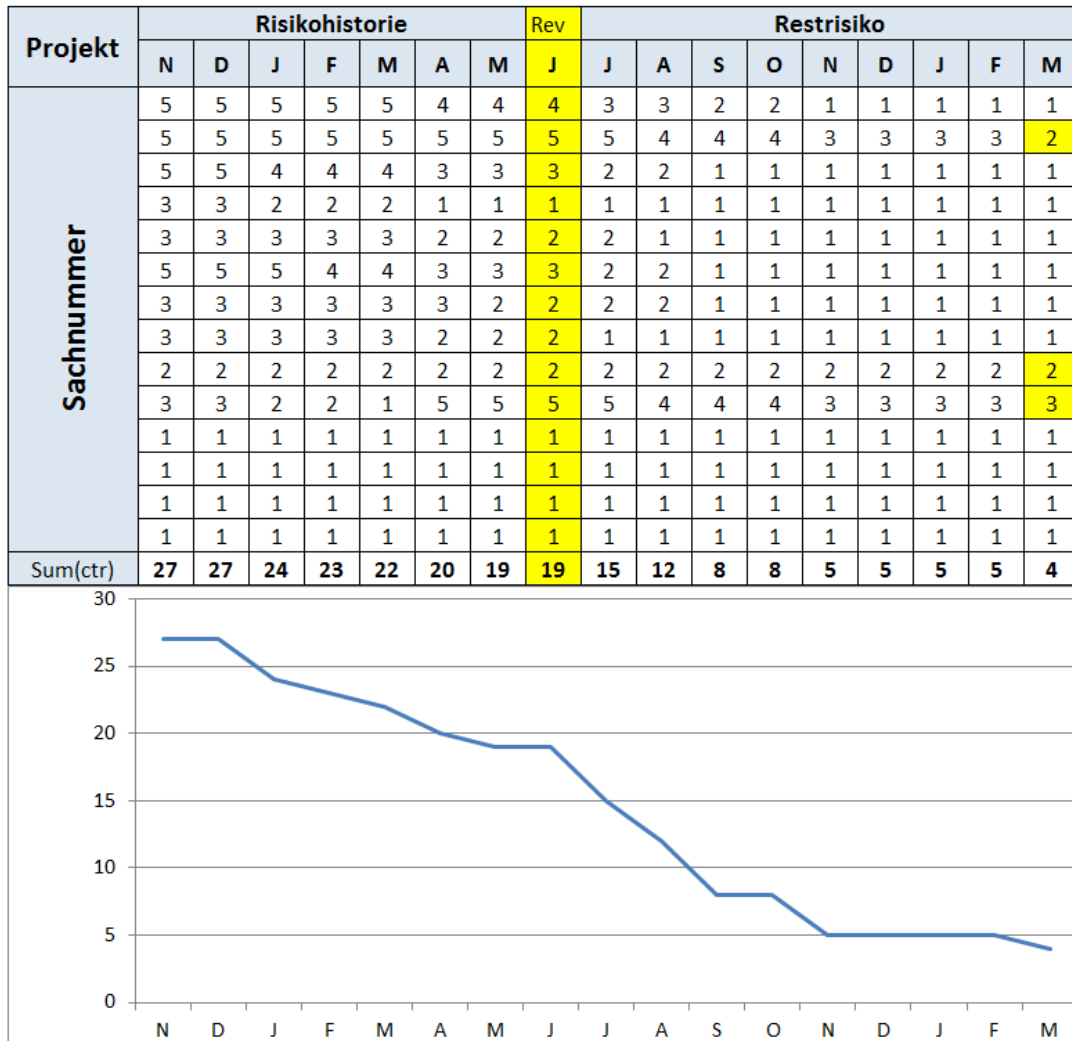 Projekt Risikohistorie Rev Restrisiko
N D J F M A M J J A S O N D J F M
Sachnummer
5 5 5 5 5 4 4 4 3 3 2 2 1 1 1 1 1
5 5 5 5 5 5 5 5 5 4 4 4 3 3 3 3 2
5 5 4 4 4 3 3 3 2 2 1 1 1 1 1 1 1
3 3 2 2 2 1 1 1 1 1 1 1 1 1 1 1 1
3 3 3 3 3 2 2 2 2 1 1 1 1 1 1 1 1
5 5 5 4 4 3 3 3 2 2 1 1 1 1 1 1 1
3 3 3 3 3 3 2 2 2 2 1 1 1 1 1 1 1
3 3 3 3 3 2 2 2 1 1 1 1 1 1 1 1 1
2 2 2 2 2 2 2 2 2 2 2 2 2 2 2 2 2
3 3 2 2 1 5 5 5 5 4 4 4 3 3 3 3 3
1 1 1 1 1 1 1 1 1 1 1 1 1 1 1 1 1
1 1 1 1 1 1 1 1 1 1 1 1 1 1 1 1 1
1 1 1 1 1 1 1 1 1 1 1 1 1 1 1 1 1
1 1 1 1 1 1 1 1 1 1 1 1 1 1 1 1 1
Sum(ctr) 27 27 24 23 22 20 19 19 15 12 8 8 5 5 5 5 4
30
25
20
15
10
5
0
N D J F M A M J J A S O N D J F M